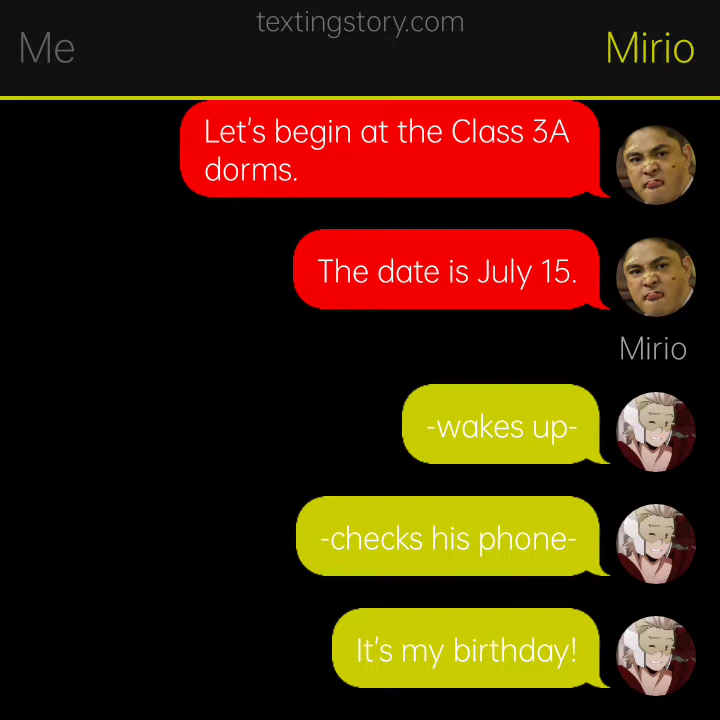 textingstory.com
Me
Mirio
Let's begin at the Class 3A
dorms.
The date is July 15.
Mirio
-wakes up-
-checks his phone-
It's my birthday!